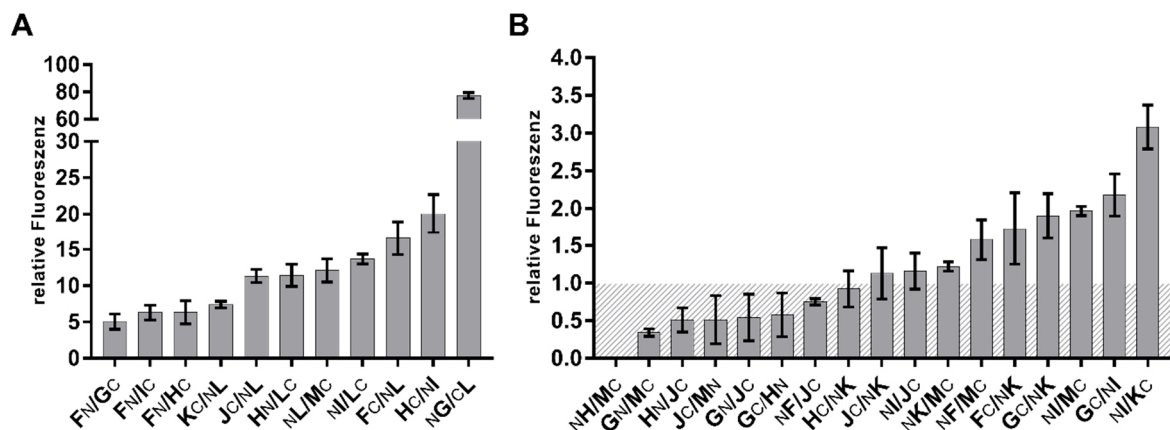 A
relative Fluoreszenz
100
80
60
30
25
20
15
10
5
0
FN/GC
FN/IC
FN/HC
KC/NL
JC/NL
HN/LC
NL/MC
NI/LC
FC/NL
HC/NI
NG/CL
B
relative Fluoreszenz
4.0
3.5
3.0
2.5
2.0
1.5
1.0
0.5
0.0
NH/MC
GN/MC
HN/JC
JC/MN
GN/JC
GC/HN
NF/JC
HC/NK
JC/NK
NI/JC
NK/MC
NF/MC
FC/NK
GC/NK
NI/MC
GC/NI
NI/KC